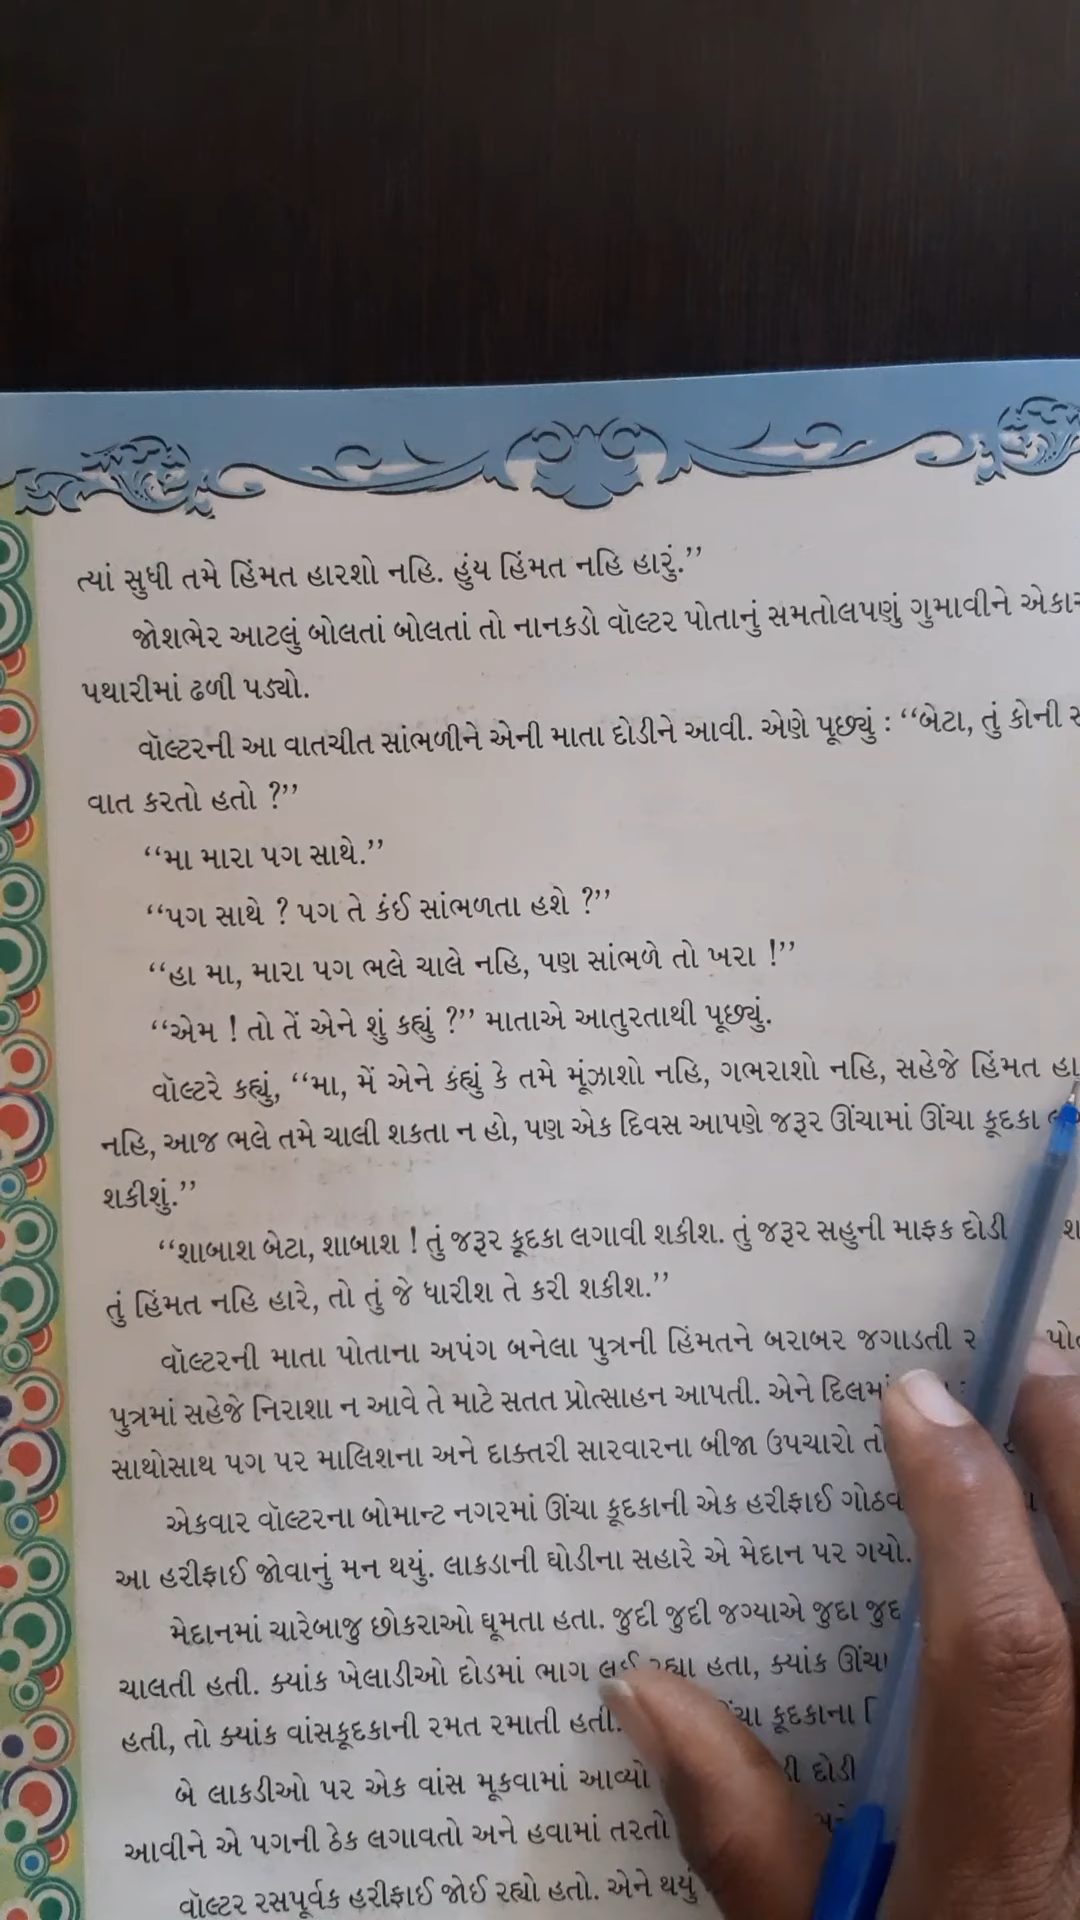 ત્યાં સુધી તમે હિંમત હારશો નહિ. હુંય હિંમત નહિ હારું.”
જોશભેર આટલું બોલતાં બોલતાં તો નાનકડો વૉલ્ટર પોતાનું સમતોલપણું ગુમાવીને
પથારીમાં ઢળી પડ્યો.
વૉલ્ટરની આ વાતચીત સાંભળીને એની માતા દોડીને આવી. એણે પૂછ્યું : “બેટા, તું કોની
વાત કરતો હતો ?”
“મા મારા પગ સાથે.”
“પગ સાથે ? પગ તે કંઈ સાંભળતા હશે ?”
“હા મા, મારા પગ ભલે ચાલે નહિ, પણ સાંભળે તો ખરા !”
“એમ ! તો તેં એને શું કહ્યું ?” માતાએ આતુરતાથી પૂછ્યું.
વૉલ્ટરે કહ્યું, “મા, મેં એને કહ્યું કે તમે મૂંઝાશો નહિ, ગભરાશો નહિ, સહેજે હિંમત
નહિ, આજ ભલે તમે ચાલી શકતા ન હો, પણ એક દિવસ આપણે જરૂર ઊંચામાં ઊંચા કૂદકા
શકીશું.”
“શાબાશ બેટા, શાબાશ ! તું જરૂર કૂદકા લગાવી શકીશ. તું જરૂર સહુની માફક દોડી
તું હિંમત નહિ હારે, તો તું જે ધારીશ તે કરી શકીશ.”
વૉલ્ટરની માતા પોતાના અપંગ બનેલા પુત્રની હિંમતને બરાબર જગાડતી
પુત્રમાં સહેજે નિરાશા ન આવે તે માટે સતત પ્રોત્સાહન આપતી. એને
સાથોસાથ પગ પર માલિશના અને દાક્તરી સારવારના બીજા ઉપચારો
એકવાર વૉલ્ટરના બોમાન્ટ નગરમાં ઊંચા કૂદકાની એક હરીફાઈ
આ હરીફાઈ જોવાનું મન થયું. લાકડાની ઘોડીના સહારે એ મેદાન પર ગયો.
મેદાનમાં ચારેબાજુ છોકરાઓ ઘૂમતા હતા. જુદી જુદી જગ્યાએ જુદા
ચાલતી હતી. ક્યાંક ખેલાડીઓ દોડમાં ભાગ લઈ રહ્યા હતા, ક્યાંક
હતી, તો ક્યાંક વાંસકૂદકાની રમત રમાતી હતી. કૂદકાના
બે લાકડીઓ પર એક વાંસ મૂકવામાં આવ્યો દોડી
આવીને એ પગની ઠેક લગાવતો અને હવામાં તરતો
વૉલ્ટર રસપૂર્વક હરીફાઈ જોઈ રહ્યો હતો. એને થયું